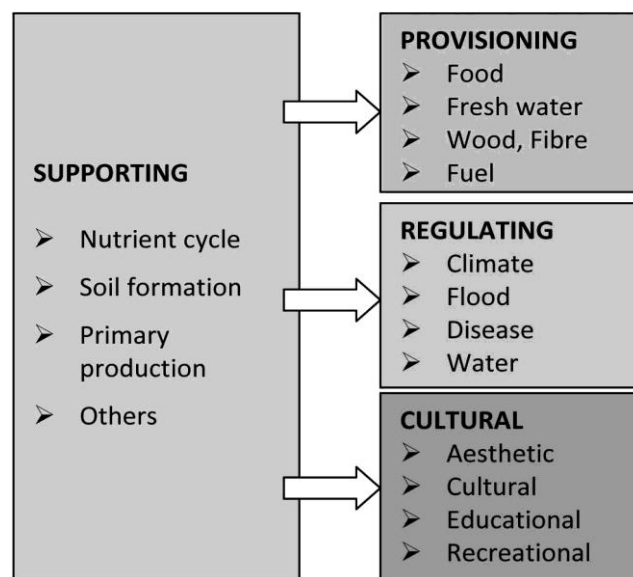 SUPPORTING
➢ Nutrient cycle
➢ Soil formation
➢ Primary
production
➢ Others
PROVISIONING
➢ Food
➢ Fresh water
➢ Wood, Fibre
➢ Fuel
REGULATING
➢ Climate
➢ Flood
➢ Disease
➢ Water
CULTURAL
➢ Aesthetic
➢ Cultural
➢ Educational
➢ Recreational